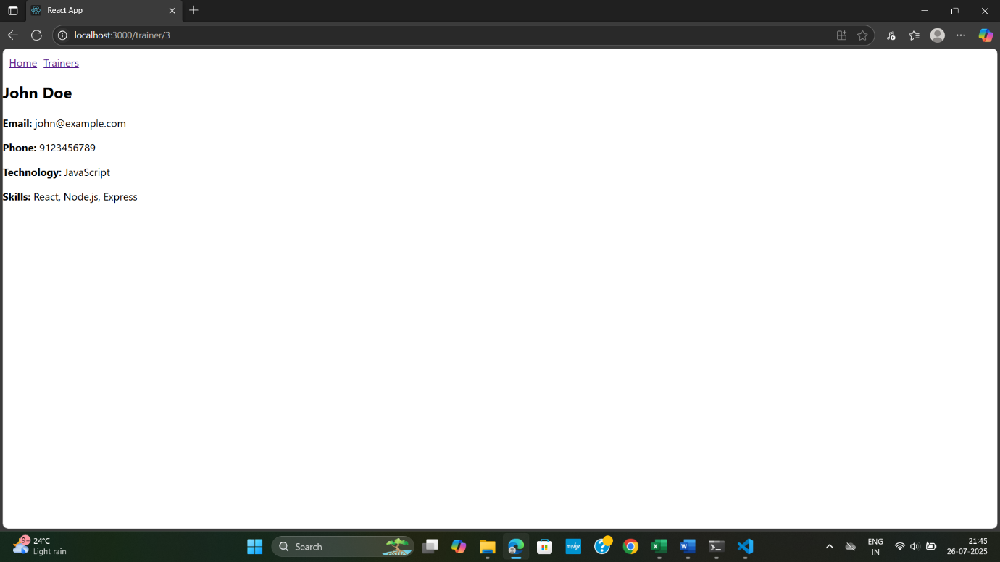 React App
localhost:3000/trainer/3
Home Trainers
John Doe
Email: john@example.com
Phone: 9123456789
Technology: JavaScript
Skills: React, Node.js, Express
9+
24°C
Light rain
Search
myhp
ENG
IN
21:45
26-07-2025